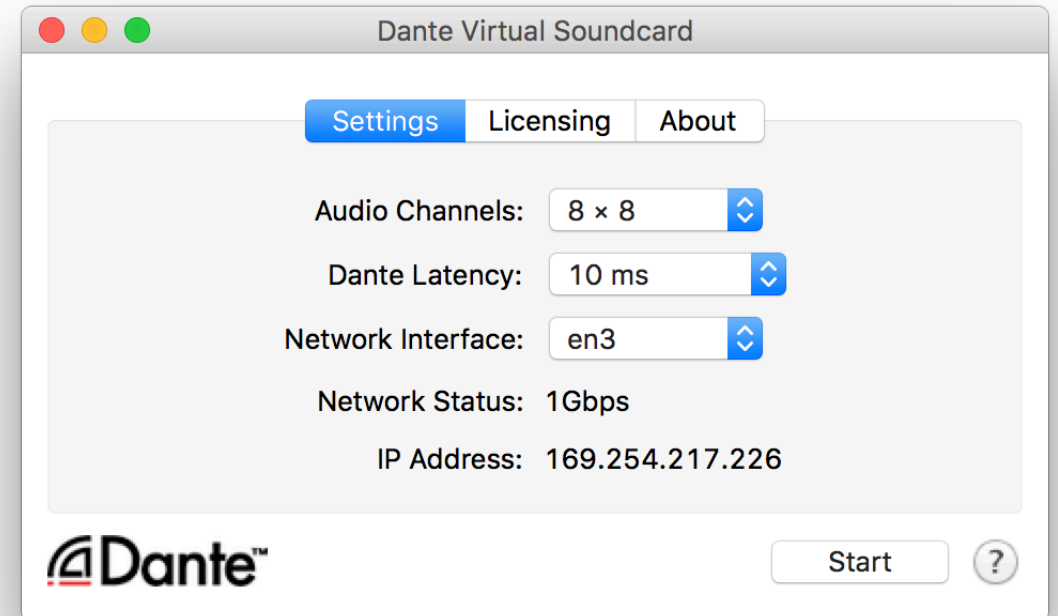 Dante Virtual Soundcard
Settings Licensing About
Audio Channels: 8 × 8
Dante Latency: 10 ms
Network Interface: en3
Network Status: 1Gbps
IP Address: 169.254.217.226
Dante™
Start ?